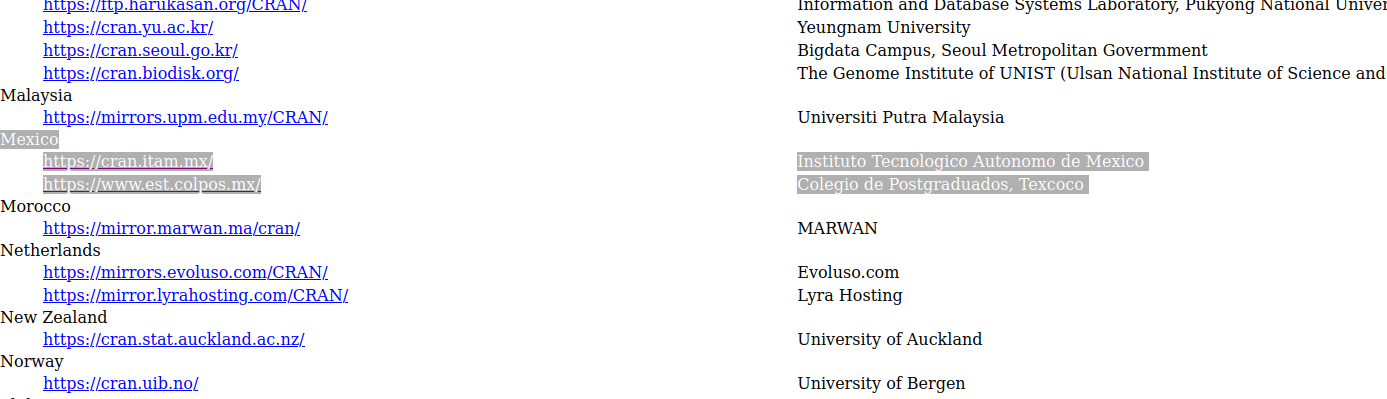 https://ftp.harukasan.org/CRAN/ Information and Database Systems Laboratory, Pukyong National
https://cran.yu.ac.kr/ Yeungnam University
https://cran.seoul.go.kr/ Bigdata Campus, Seoul Metropolitan Govermment
https://cran.biodisk.org/ The Genome Institute of UNIST (Ulsan National Institute of Science and
Malaysia
https://mirrors.upm.edu.my/CRAN/ Universiti Putra Malaysia
Mexico
https://cran.itam.mx/ Instituto Tecnologico Autonomo de Mexico
https://www.est.colpos.mx/ Colegio de Postgraduados, Texcoco
Morocco
https://mirror.marwan.ma/cran/ MARWAN
Netherlands
https://mirrors.evoluso.com/CRAN/ Evoluso.com
https://mirror.lyrahosting.com/CRAN/ Lyra Hosting
New Zealand
https://cran.stat.auckland.ac.nz/ University of Auckland
Norway
https://cran.uib.no/ University of Bergen